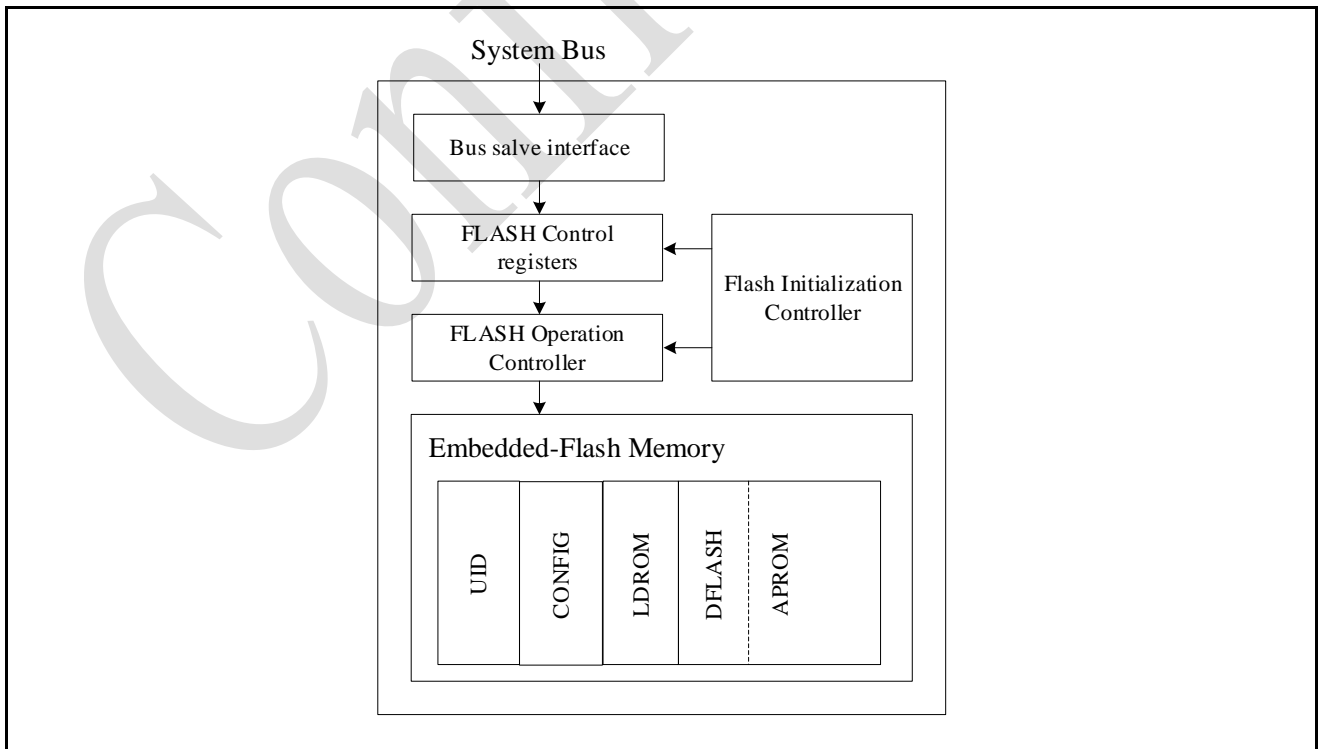 System Bus
Bus salve interface
FLASH Control
registers
Flash Initialization
Controller
FLASH Operation
Controller
Embedded-Flash Memory
UID
CONFIG
LDROM
DFLASH
APROM